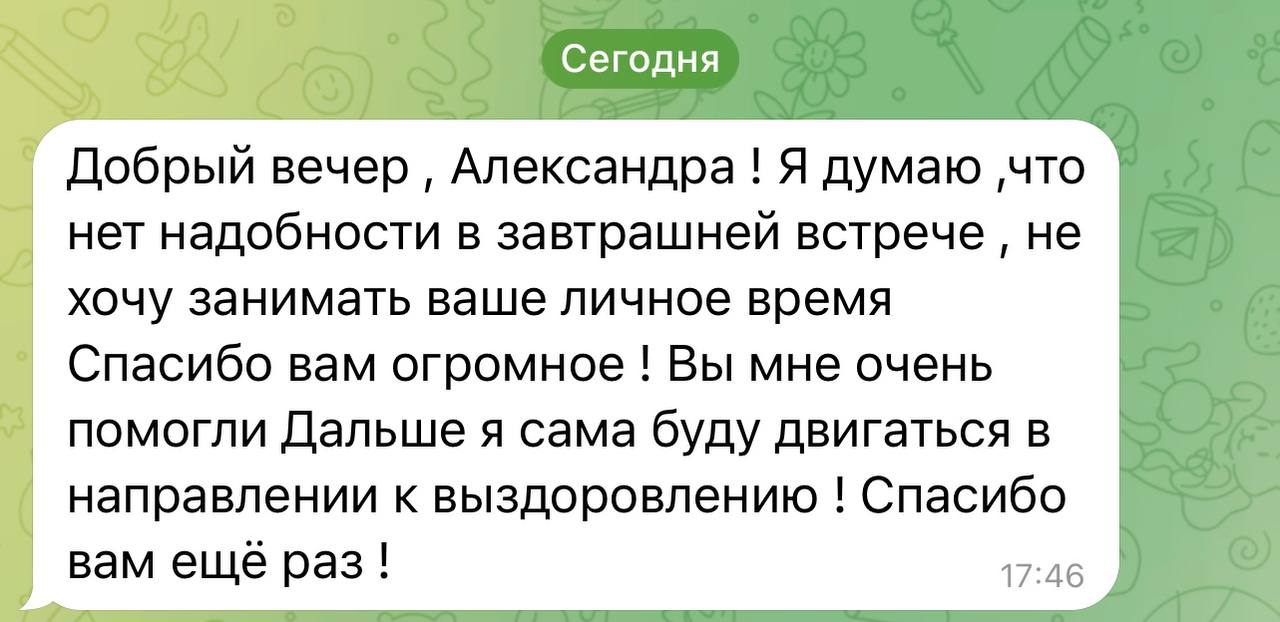 Сегодня
Добрый вечер , Александра ! Я думаю ,что
нет надобности в завтрашней встрече , не
хочу занимать ваше личное время
Спасибо вам огромное ! Вы мне очень
помогли Дальше я сама буду двигаться в
направлении к выздоровлению ! Спасибо
вам ещё раз !
17:46